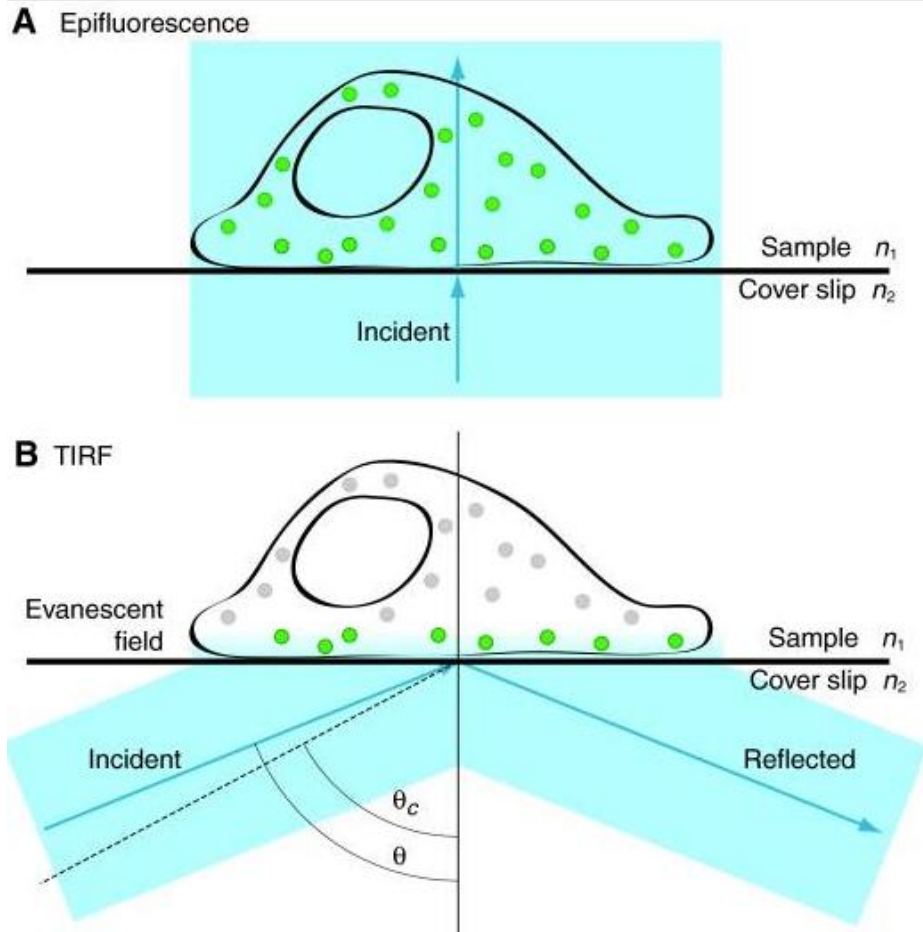 A Epifluorescence
Sample n₁
Cover slip n₂
Incident
B TIRF
Evanescent
field
Sample n₁
Cover slip n₂
Incident
Reflected
θc
θ